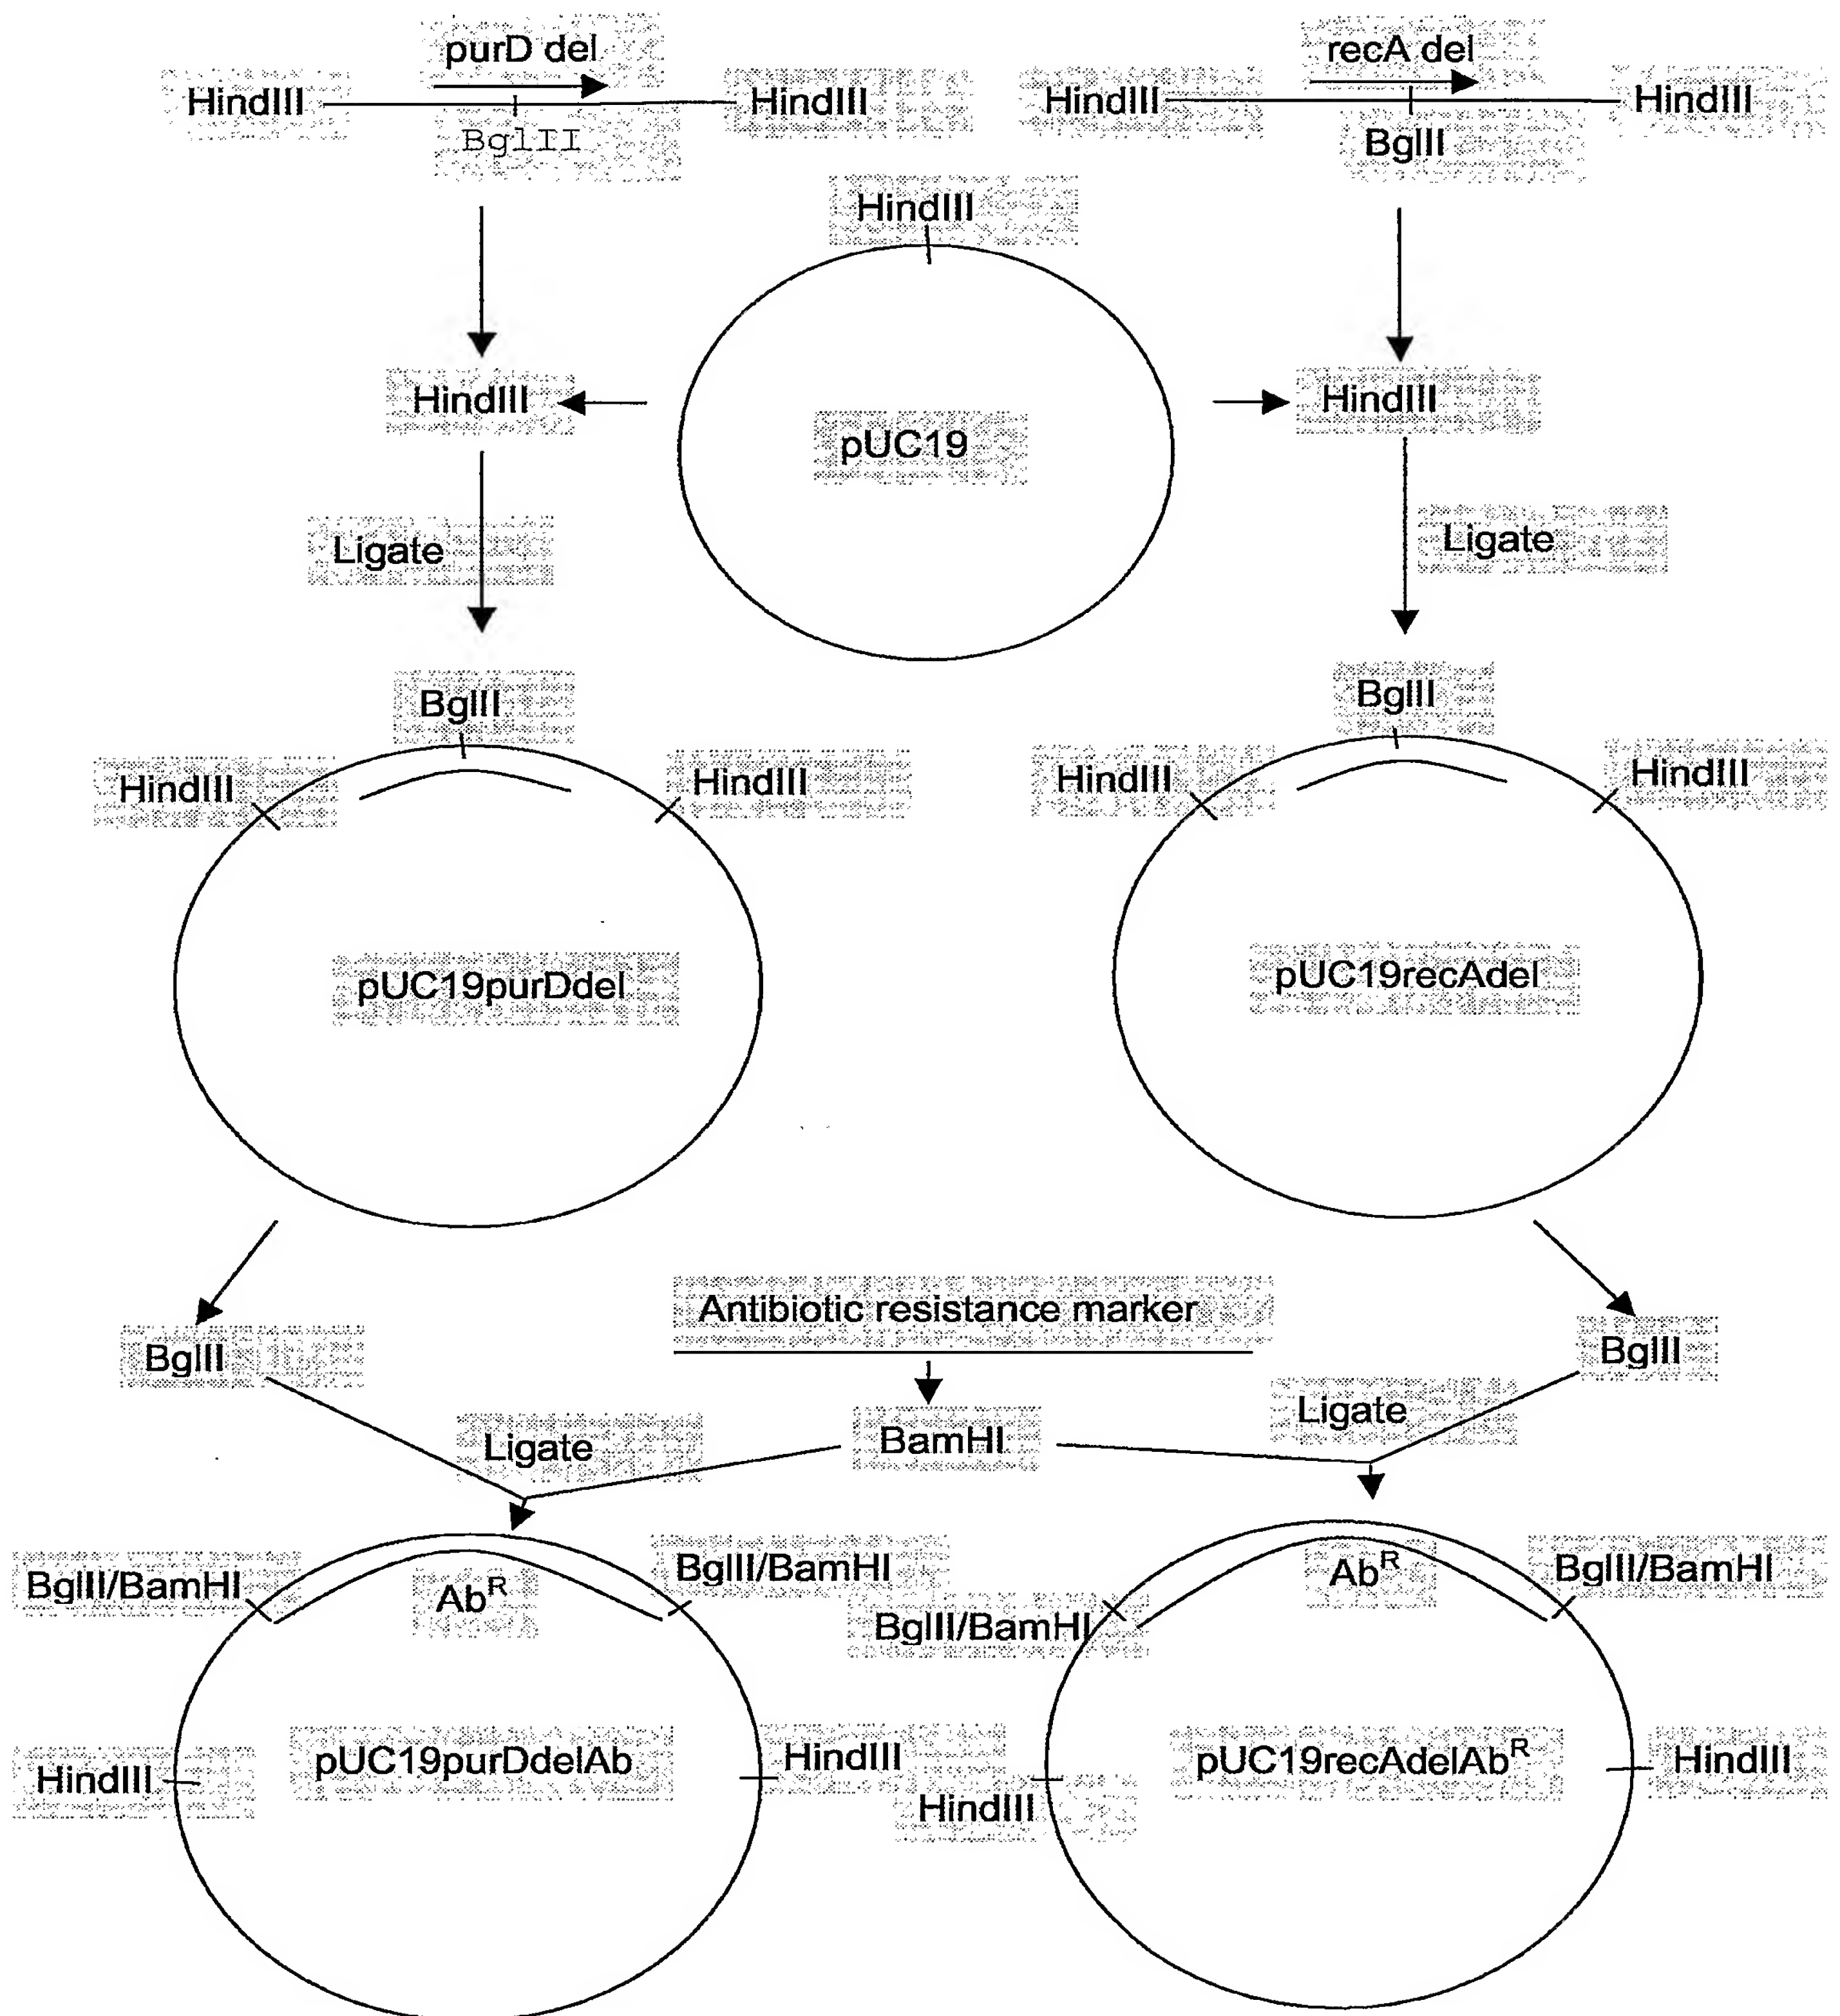 purD del
recA del
HindIII
HindIII
HindIII
HindIII
BglII
BglII
HindIII
HindIII
HindIII
pUC19
Ligate
Ligate
BglII
BglII
HindIII
HindIII
HindIII
HindIII
pUC19purDdel
pUC19recAdel
Antibiotic resistance marker
BglII
BglII
Ligate
BamHI
Ligate
BglII/BamHI
Ab^R
BglII/BamHI
BglII/BamHI
Ab^R
BglII/BamHI
HindIII
pUC19purDdelAb
HindIII
HindIII
pUC19recAdelAb^R
HindIII